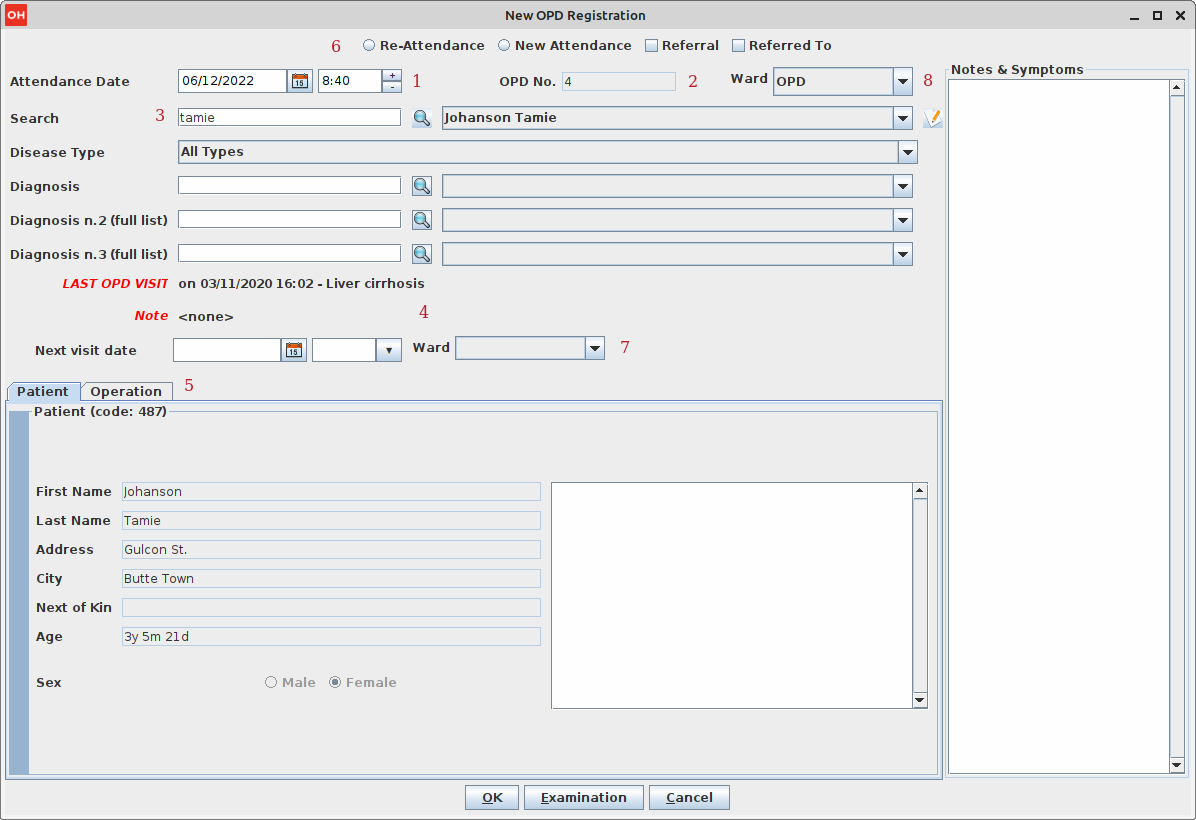 OH New OPD Registration
6 Re-Attendance New Attendance Referral Referred To
Attendance Date 06/12/2022 15 8:40 + - 1 OPD No. 4 2 Ward OPD 8
Notes & Symptoms
Search 3 tamie Johanson Tamie
Disease Type All Types
Diagnosis
Diagnosis n.2 (full list)
Diagnosis n.3 (full list)
LAST OPD VISIT on 03/11/2020 16:02 - Liver cirrhosis
Note <none> 4
Next visit date 15 Ward 7
Patient Operation 5
Patient (code: 487)
First Name Johanson
Last Name Tamie
Address Gulcon St.
City Butte Town
Next of Kin
Age 3y 5m 21d
Sex Male Female
OK Examination Cancel